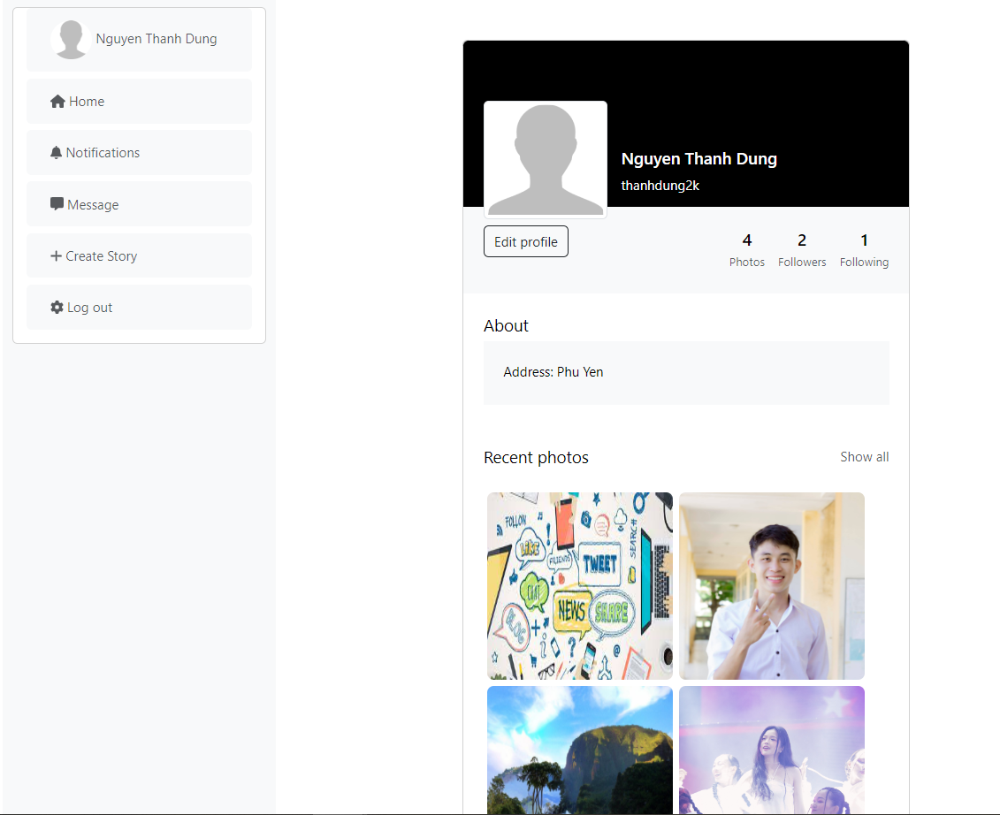 Nguyen Thanh Dung
Home
Notifications
Message
Create Story
Log out
Nguyen Thanh Dung
thanhdung2k
Edit profile
4 2 1
Photos Followers Following
About
Address: Phu Yen
Recent photos
Show all
FOLLOW
LIKE
FRIENDS
TWEET
SEARCH
CHAT
NEWS
SHARE
BLOG